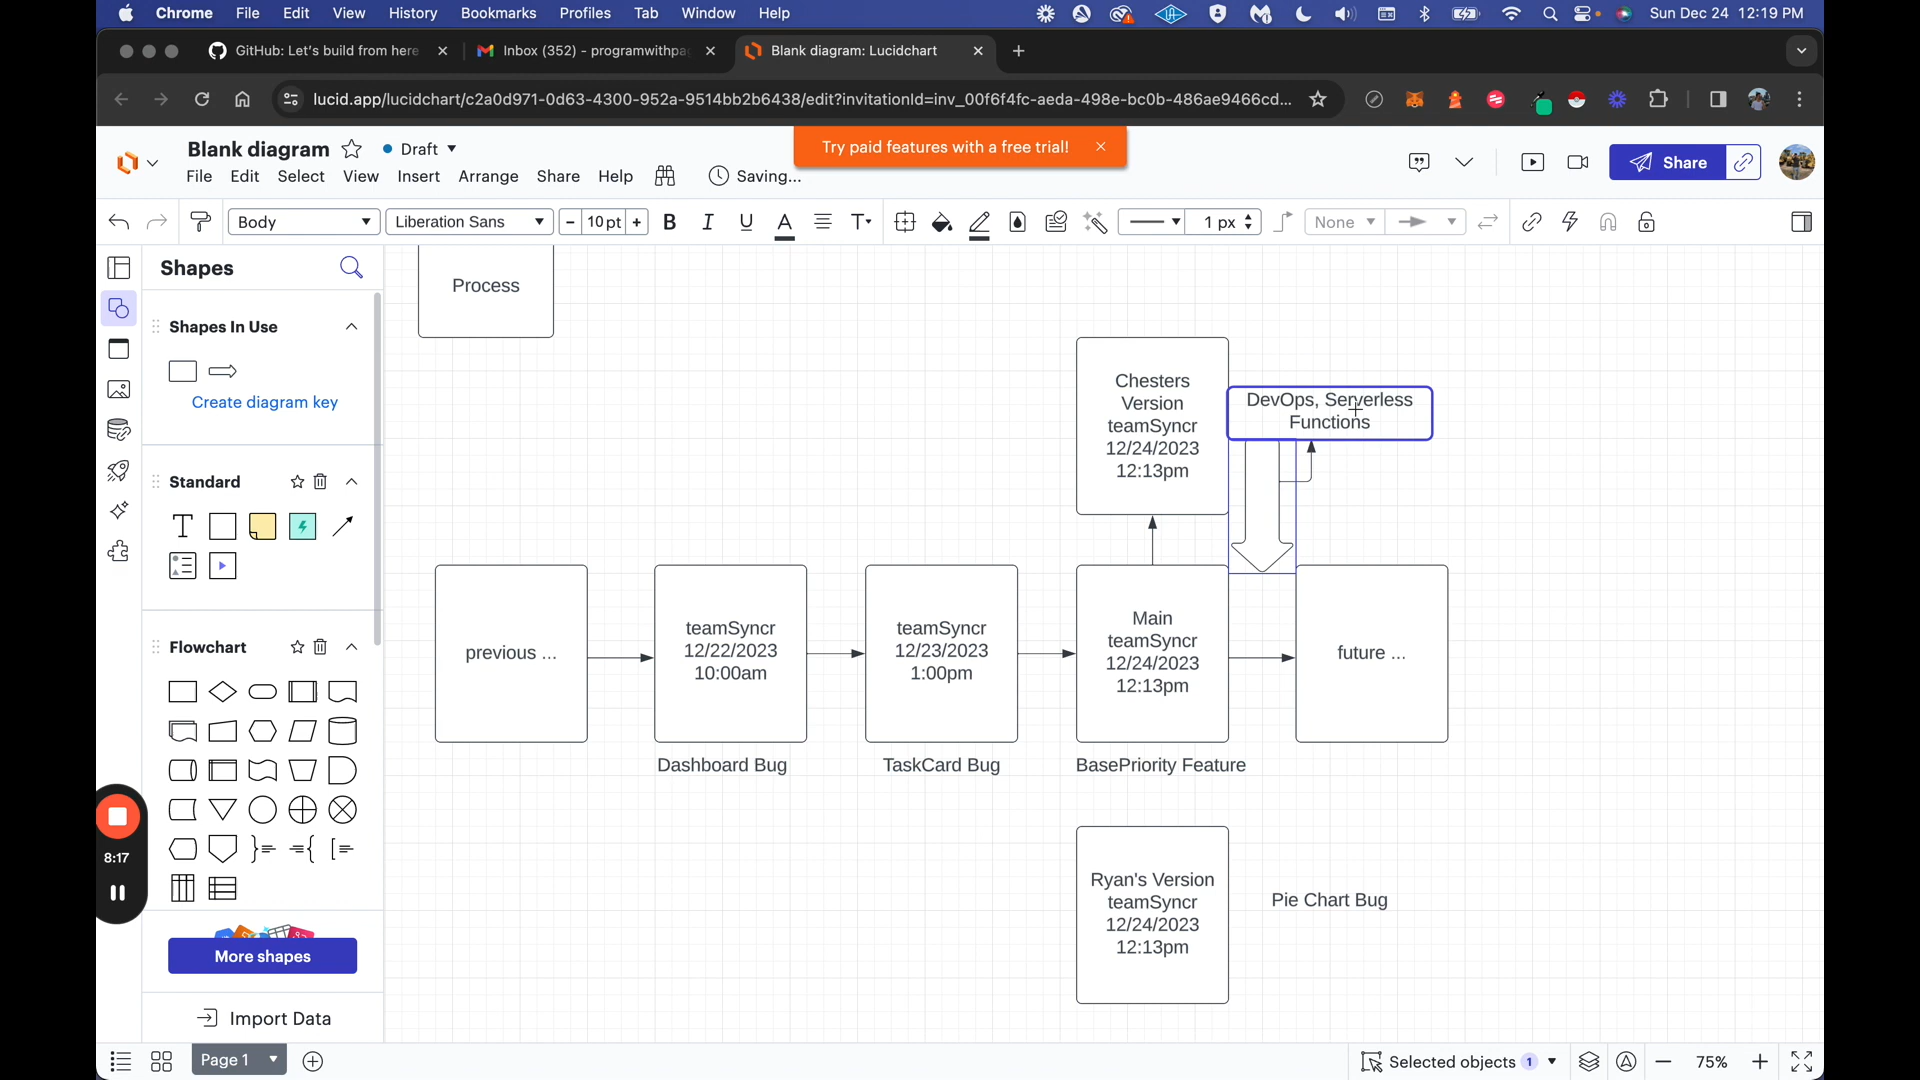 Chrome File Edit View History Bookmarks Profiles Tab Window Help Sun Dec 24 12:19 PM
GitHub: Let's build from here Inbox (352) - programwithpa Blank diagram: Lucidchart
lucid.app/lucidchart/c2a0d971-0d63-4300-952a-9514bb2b6438/edit?invitationId=inv_00f6f4fc-aeda-498e-bc0b-486ae9466cd...
Blank diagram Draft
Try paid features with a free trial!
Share
File Edit Select View Insert Arrange Share Help Saving...
Body Liberation Sans 10 pt 1 px None
Shapes
Shapes In Use
Create diagram key
Standard
Flowchart
More shapes
Import Data
8:17
Process
Chesters
Version
teamSyncr
12/24/2023
12:13pm
DevOps, Serverless
Functions
previous ...
teamSyncr
12/22/2023
10:00am
teamSyncr
12/23/2023
1:00pm
Main
teamSyncr
12/24/2023
12:13pm
future ...
Dashboard Bug
TaskCard Bug
BasePriority Feature
Ryan's Version
teamSyncr
12/24/2023
12:13pm
Pie Chart Bug
Page 1 Selected objects 1 75%